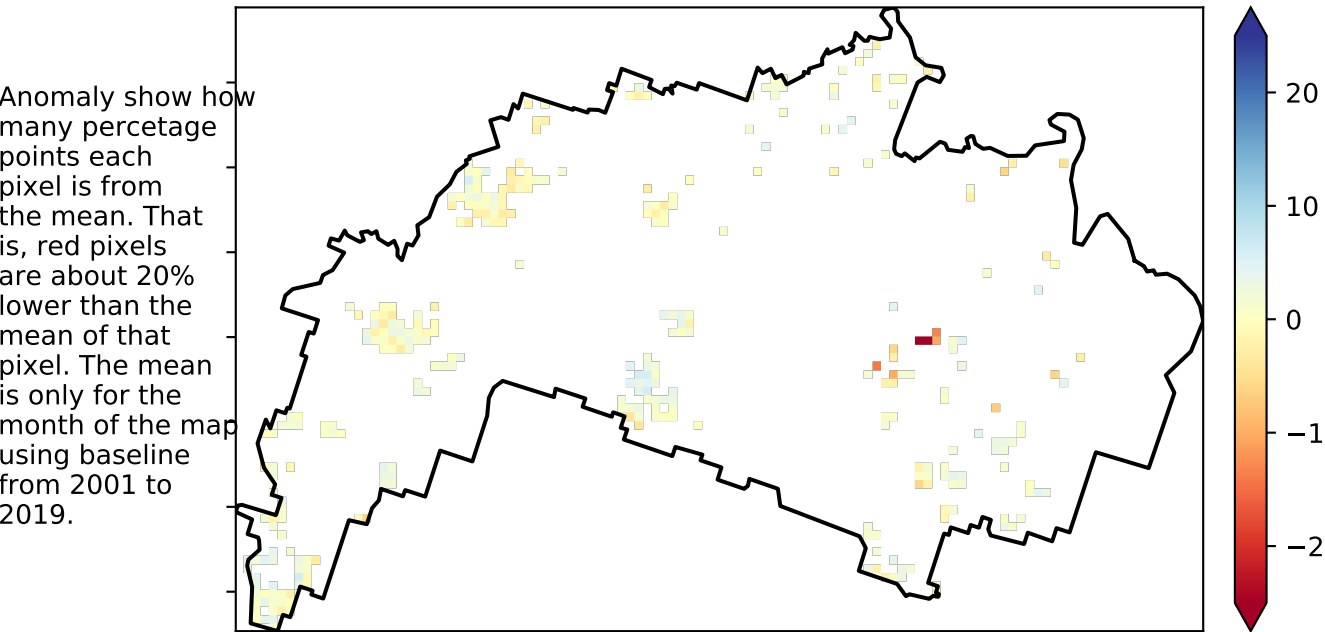 Anomaly show how
many percetage
points each
pixel is from
the mean. That
is, red pixels
are about 20%
lower than the
mean of that
pixel. The mean
is only for the
month of the map
using baseline
from 2001 to
2019.
20
10
0
−1
−2